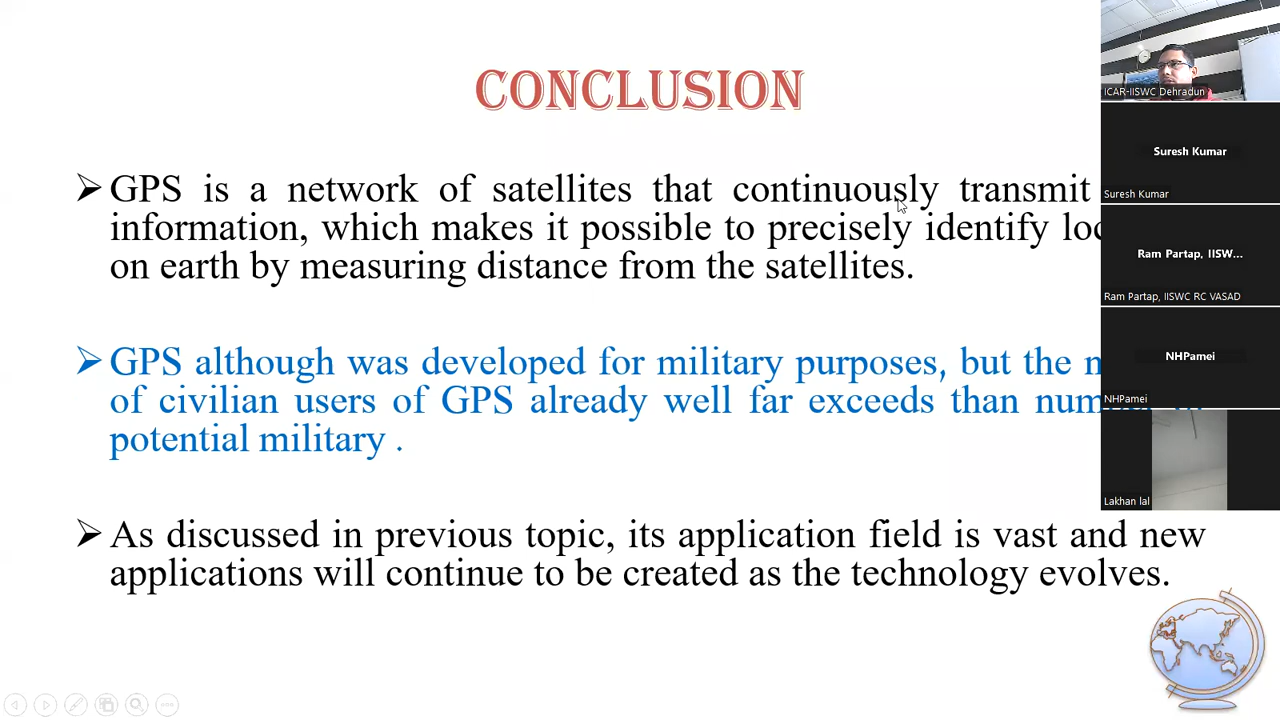 CONCLUSION
GPS is a network of satellites that continuously transmit
information, which makes it possible to precisely identify
on earth by measuring distance from the satellites.
GPS although was developed for military purposes, but the
of civilian users of GPS already well far exceeds than
potential military .
As discussed in previous topic, its application field is vast and new
applications will continue to be created as the technology evolves.
ICAR-IISWC Dehradun
Suresh Kumar
Suresh Kumar
Ram Partap, IISW...
Ram Partap, IISWC RC VASAD
NHPamei
NHPamei
Lakhan lal